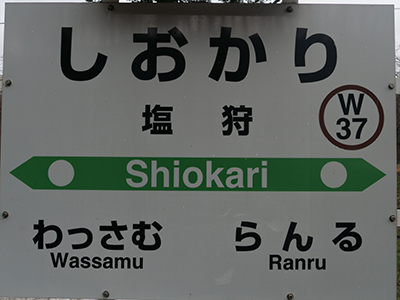 しおかり
塩狩
W
37
Shiokari
わっさむ らんる
Wassamu Ranru